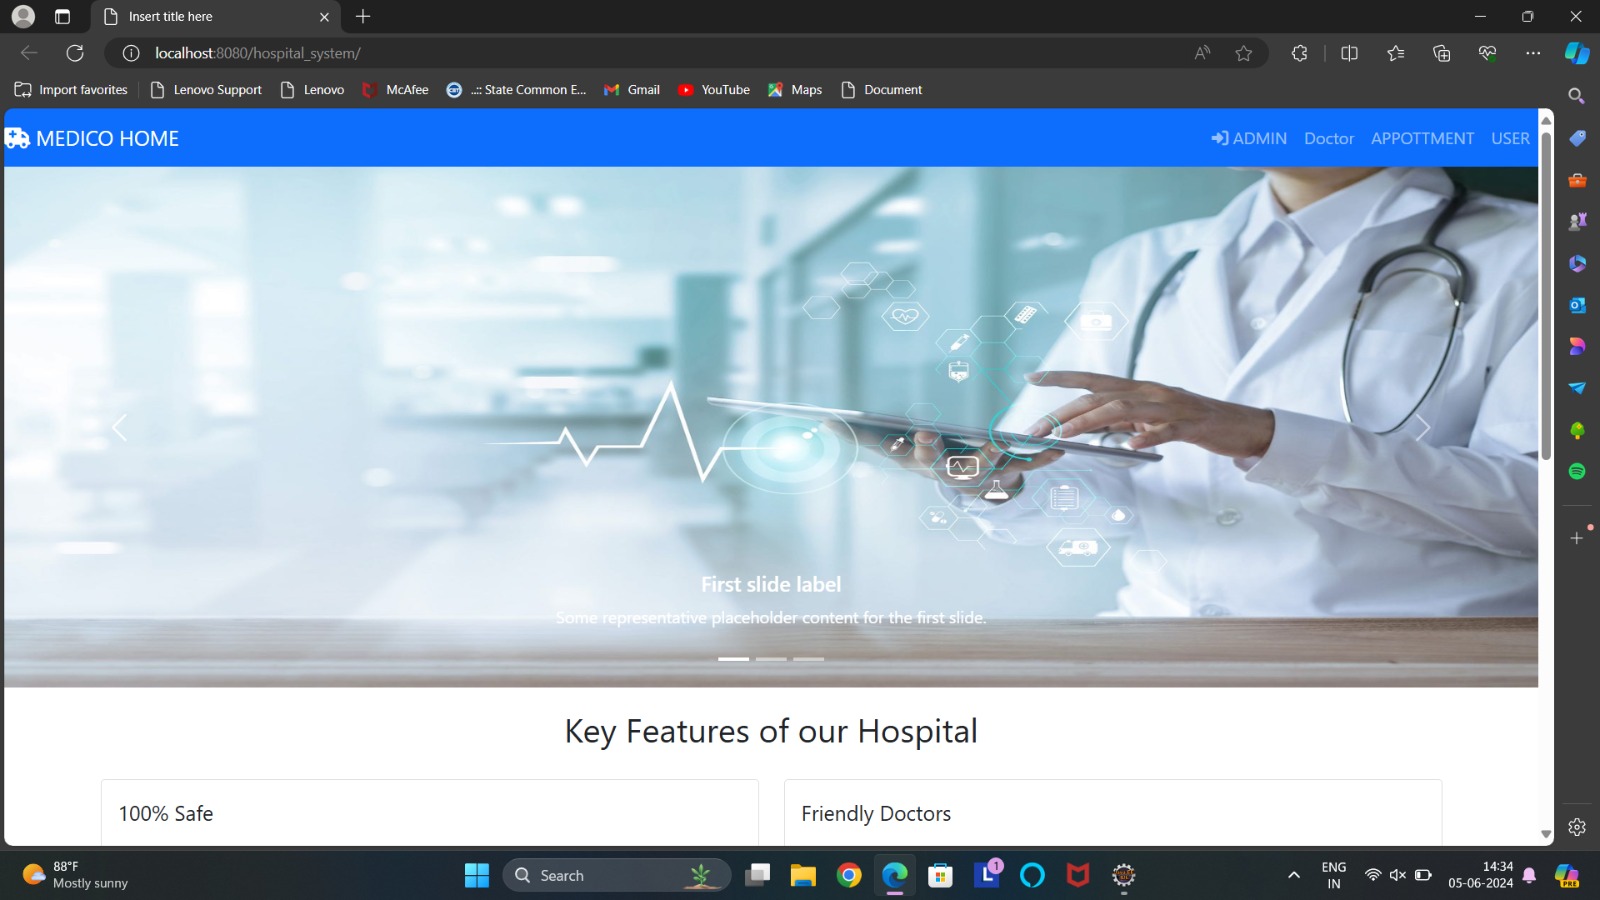 Insert title here
localhost:8080/hospital_system/
Import favorites
Lenovo Support
Lenovo
McAfee
..:: State Common E...
Gmail
YouTube
Maps
Document
MEDICO HOME
ADMIN
Doctor
APPOTTMENT
USER
First slide label
Some representative placeholder content for the first slide.
Key Features of our Hospital
100% Safe
Friendly Doctors
88°F
Mostly sunny
Search
1
ENG
IN
14:34
05-06-2024
PRE